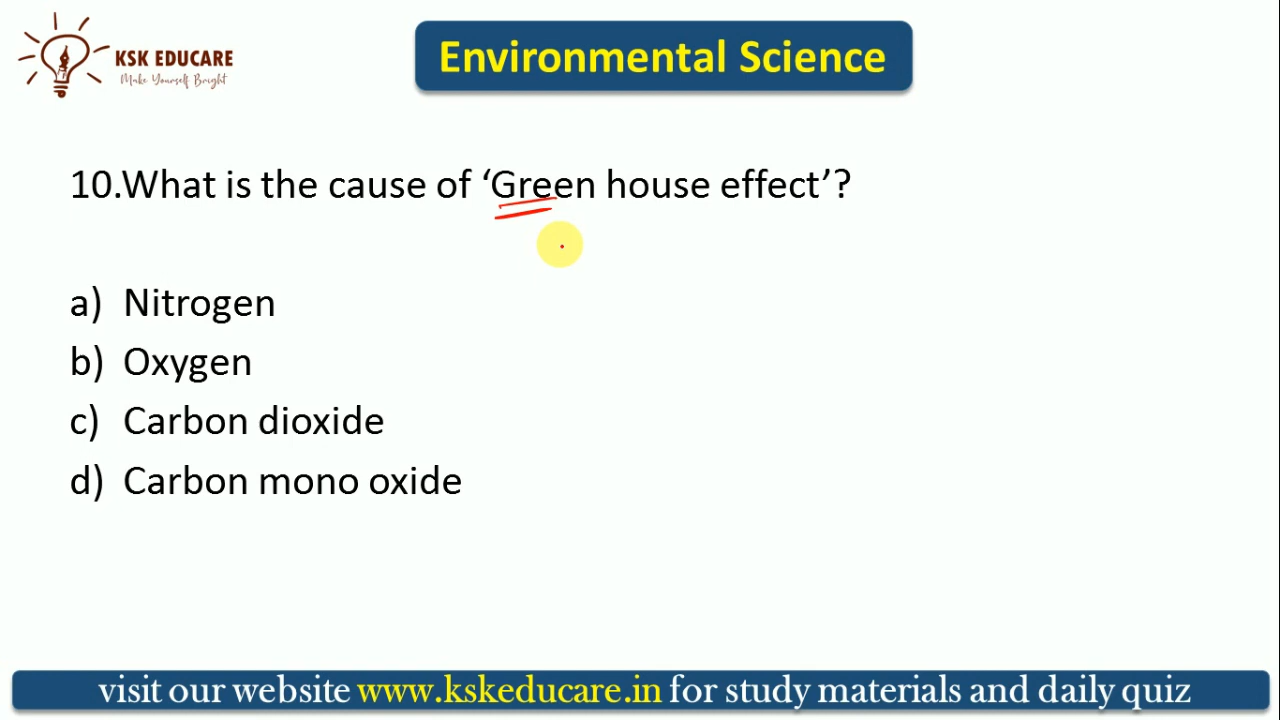 KSK EDUCARE
Make Yourself Bright
Environmental Science
10.What is the cause of ‘Green house effect’?
a) Nitrogen
b) Oxygen
c) Carbon dioxide
d) Carbon mono oxide
visit our website www.kskeducare.in for study materials and daily quiz